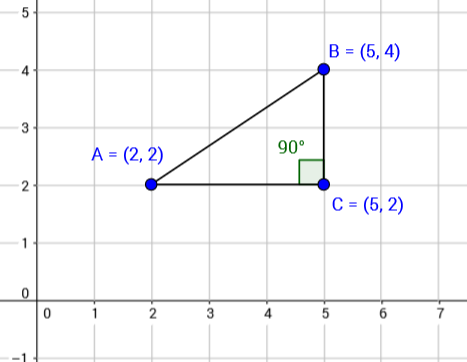 5
B = (5, 4)
4
3
90°
A = (2, 2)
2
C = (5, 2)
1
0
0 1 2 3 4 5 6 7
−1